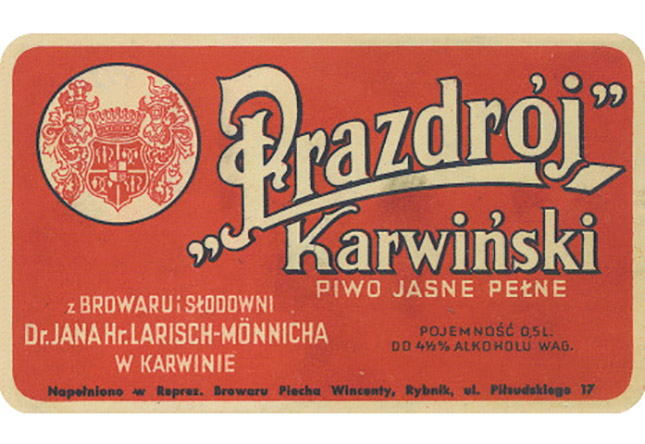 „Prazdrój”
Karwiński
PIWO JASNE PEŁNE
z BROWARU i SŁODOWNI
Dr. JANA Hr. LARISCH-MÖNNICHA
W KARWINIE
POJEMNOŚĆ 0,5 L.
DO 4½% ALKOHOLU WAG.
Napełniono w Reprez. Browaru Piecha Wincenty, Rybnik, ul. Piłsudskiego 17